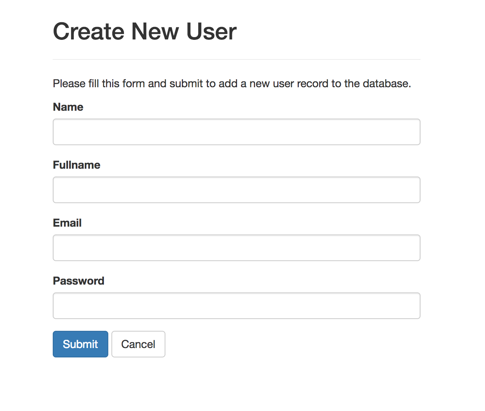 Create New User
Please fill this form and submit to add a new user record to the database.
Name
Fullname
Email
Password
Submit Cancel